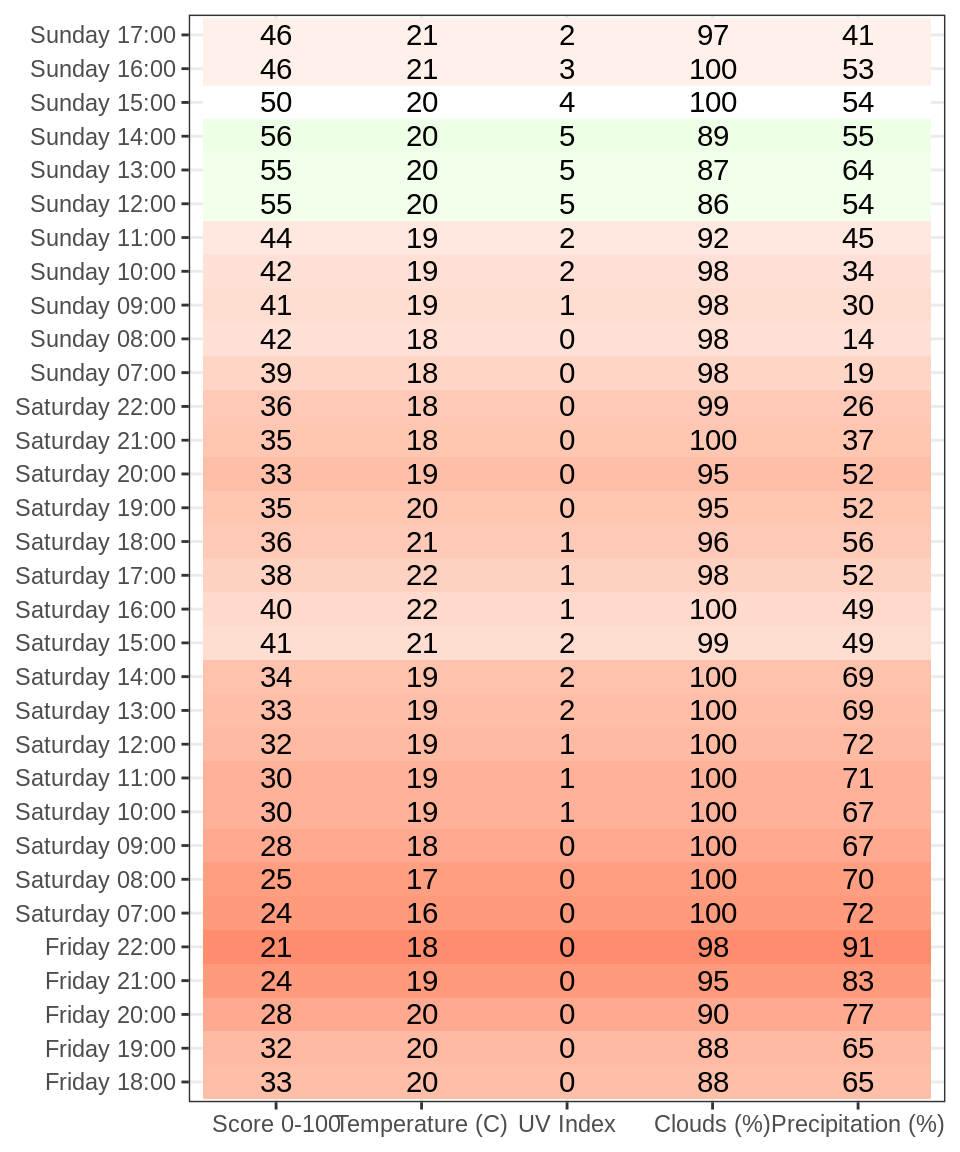 Sunday 17:00 46 21 2 97 41
Sunday 16:00 46 21 3 100 53
Sunday 15:00 50 20 4 100 54
Sunday 14:00 56 20 5 89 55
Sunday 13:00 55 20 5 87 64
Sunday 12:00 55 20 5 86 54
Sunday 11:00 44 19 2 92 45
Sunday 10:00 42 19 2 98 34
Sunday 09:00 41 19 1 98 30
Sunday 08:00 42 18 0 98 14
Sunday 07:00 39 18 0 98 19
Saturday 22:00 36 18 0 99 26
Saturday 21:00 35 18 0 100 37
Saturday 20:00 33 19 0 95 52
Saturday 19:00 35 20 0 95 52
Saturday 18:00 36 21 1 96 56
Saturday 17:00 38 22 1 98 52
Saturday 16:00 40 22 1 100 49
Saturday 15:00 41 21 2 99 49
Saturday 14:00 34 19 2 100 69
Saturday 13:00 33 19 2 100 69
Saturday 12:00 32 19 1 100 72
Saturday 11:00 30 19 1 100 71
Saturday 10:00 30 19 1 100 67
Saturday 09:00 28 18 0 100 67
Saturday 08:00 25 17 0 100 70
Saturday 07:00 24 16 0 100 72
Friday 22:00 21 18 0 98 91
Friday 21:00 24 19 0 95 83
Friday 20:00 28 20 0 90 77
Friday 19:00 32 20 0 88 65
Friday 18:00 33 20 0 88 65
Score 0-100 Temperature (C) UV Index Clouds (%) Precipitation (%)